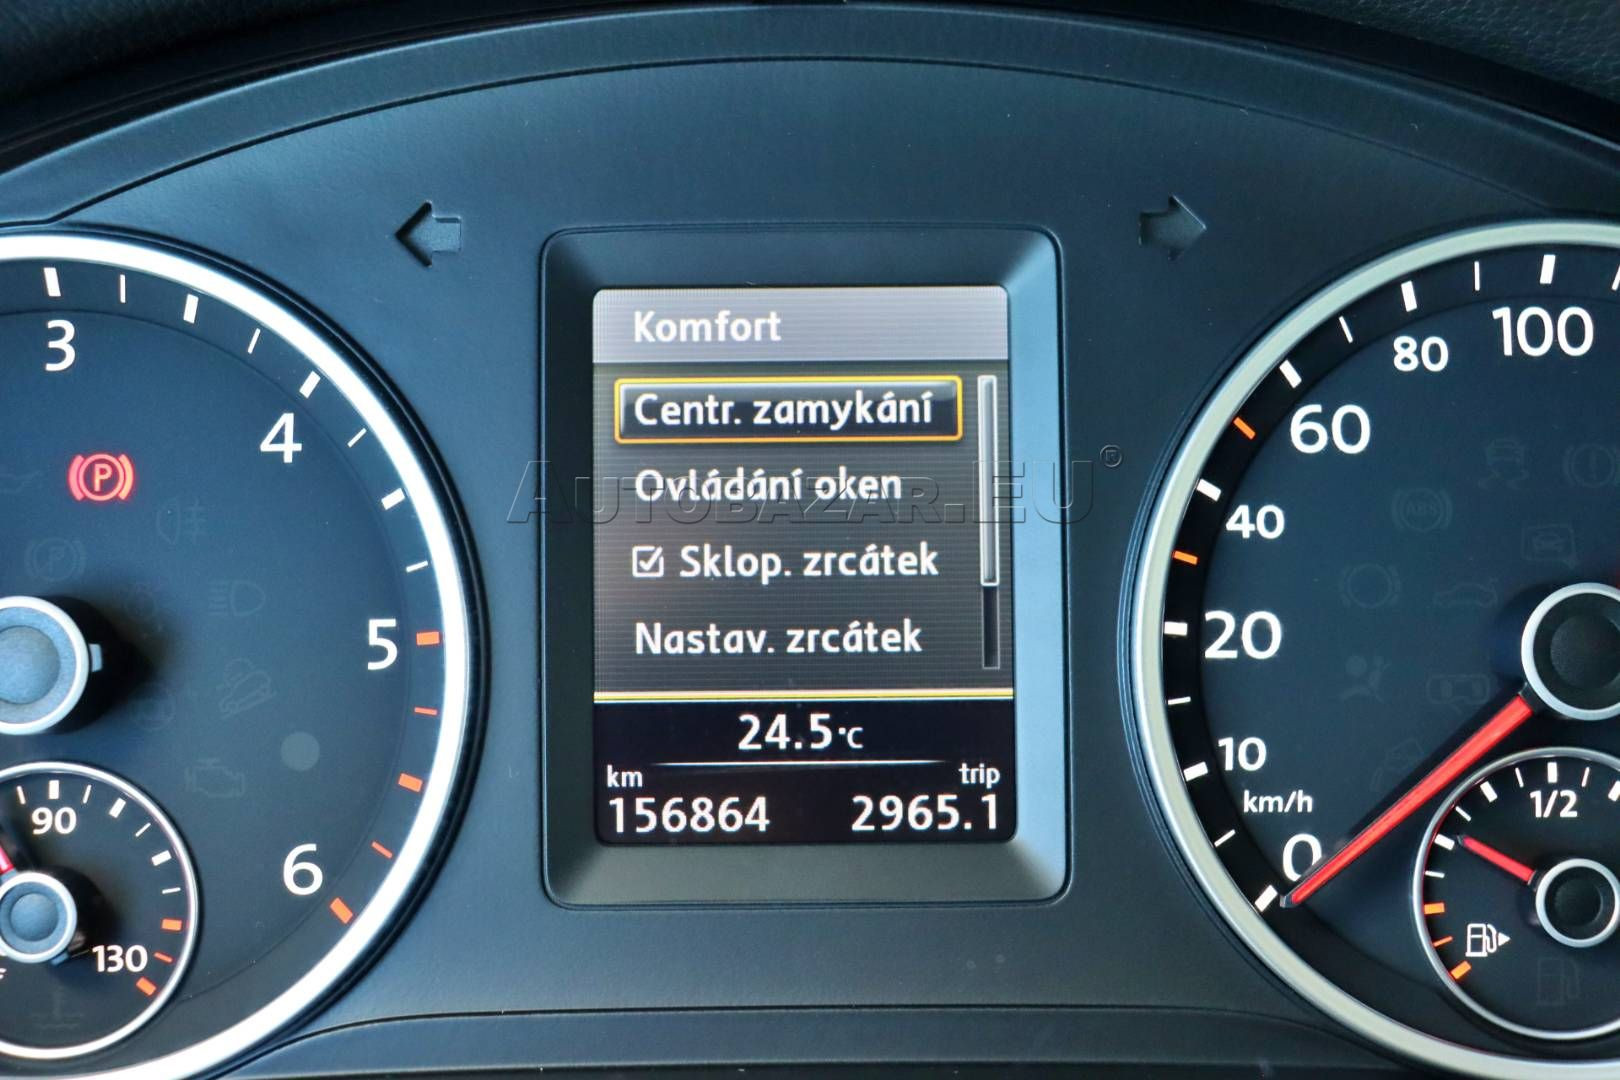 Komfort
Centr. zamykání
Ovládání oken
Sklop. zrcátek
Nastav. zrcátek
24.5°C
km trip
156864 2965.1
AUTOBAZAR.EU®
3
4
5
6
P
90
130
100
80
60
40
20
10
km/h
0
1/2
ABS